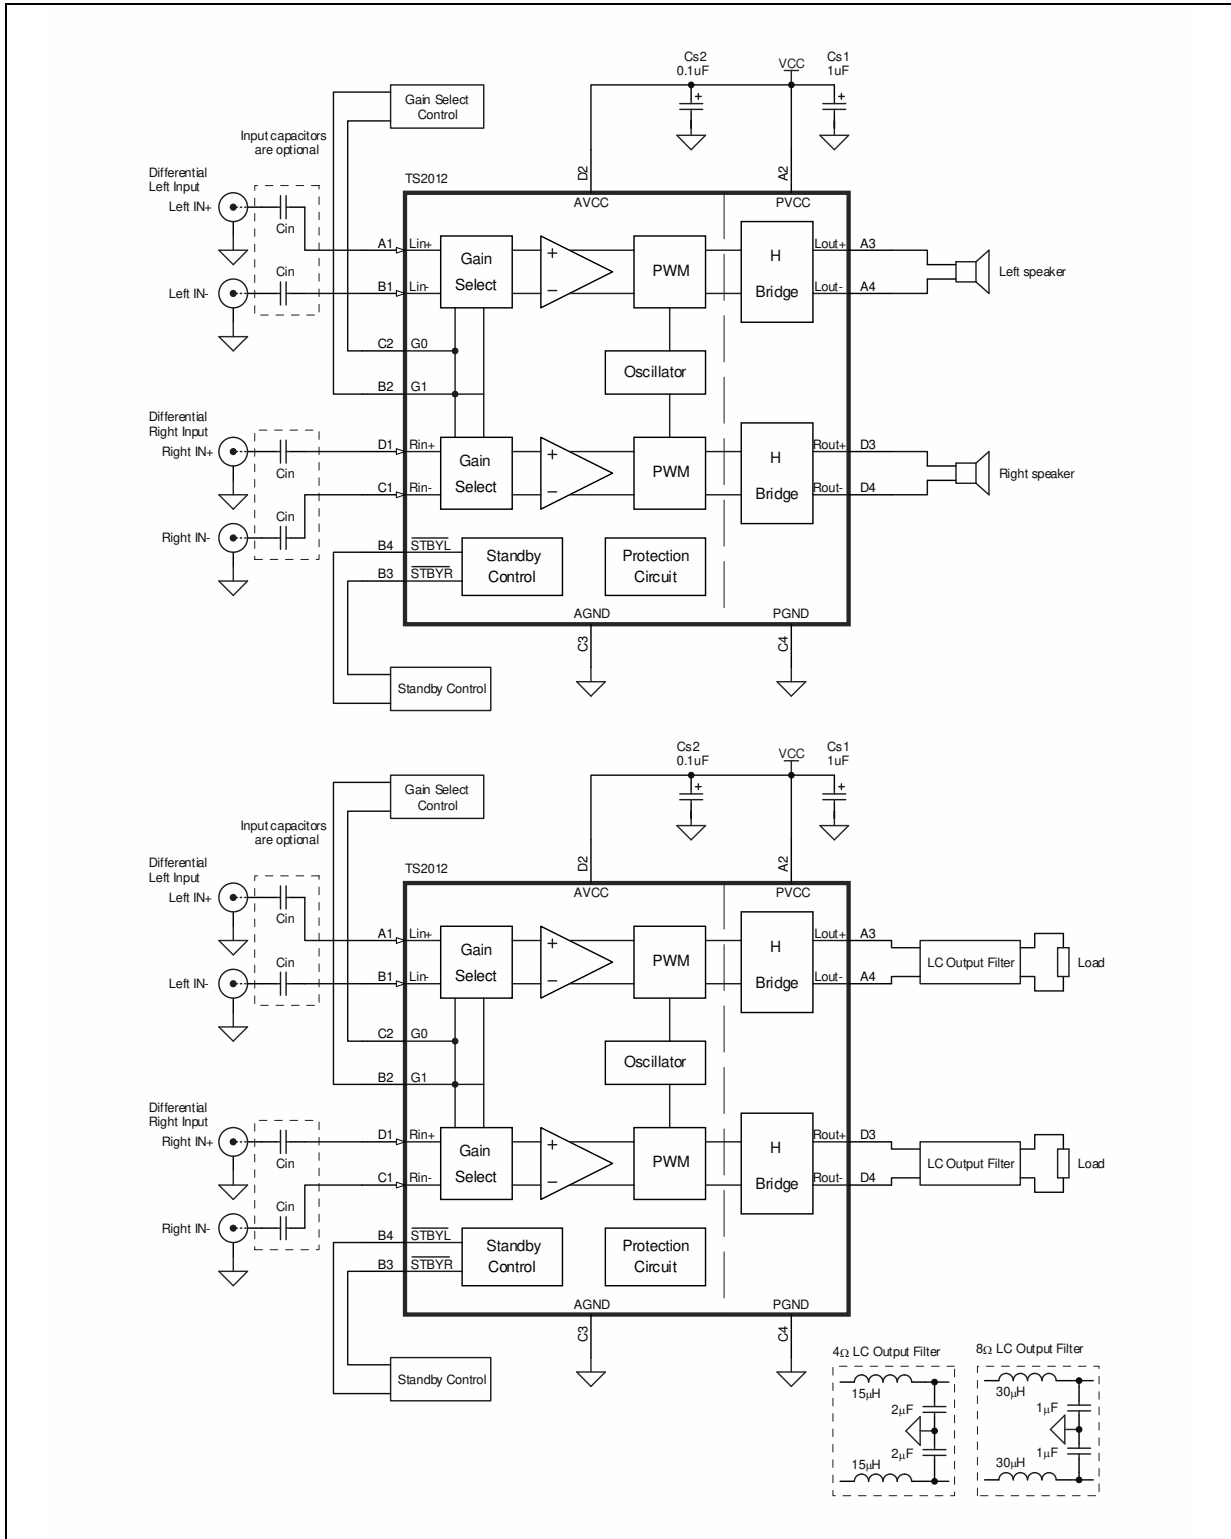 Cs2
0.1uF
VCC
Cs1
1uF
Gain Select
Control
Input capacitors
are optional
Differential
Left Input
Left IN+
Cin
D2
A2
TS2012
AVCC
PVCC
A1
Lin+
Gain
Select
+
−
PWM
H
Bridge
Lout+
A3
Left speaker
Cin
Left IN-
B1
Lin-
Lout-
A4
C2
G0
Oscillator
B2
G1
Differential
Right Input
Right IN+
Cin
D1
Rin+
Gain
Select
+
−
PWM
H
Bridge
Rout+
D3
Right speaker
C1
Rin-
Rout-
D4
Cin
Right IN-
B4
STBYL
Standby
Control
Protection
Circuit
B3
STBYR
AGND
PGND
C3
C4
Standby Control
Cs2
0.1uF
VCC
Cs1
1uF
Gain Select
Control
Input capacitors
are optional
Differential
Left Input
Left IN+
Cin
D2
A2
TS2012
AVCC
PVCC
A1
Lin+
Gain
Select
+
−
PWM
H
Bridge
Lout+
A3
LC Output Filter
Load
Cin
Left IN-
B1
Lin-
Lout-
A4
C2
G0
Oscillator
B2
G1
Differential
Right Input
Right IN+
Cin
D1
Rin+
Gain
Select
+
−
PWM
H
Bridge
Rout+
D3
LC Output Filter
Load
C1
Rin-
Rout-
D4
Cin
Right IN-
B4
STBYL
Standby
Control
Protection
Circuit
B3
STBYR
AGND
PGND
C3
C4
Standby Control
4Ω LC Output Filter
15µH
2µF
2µF
15µH
8Ω LC Output Filter
30µH
1µF
1µF
30µH